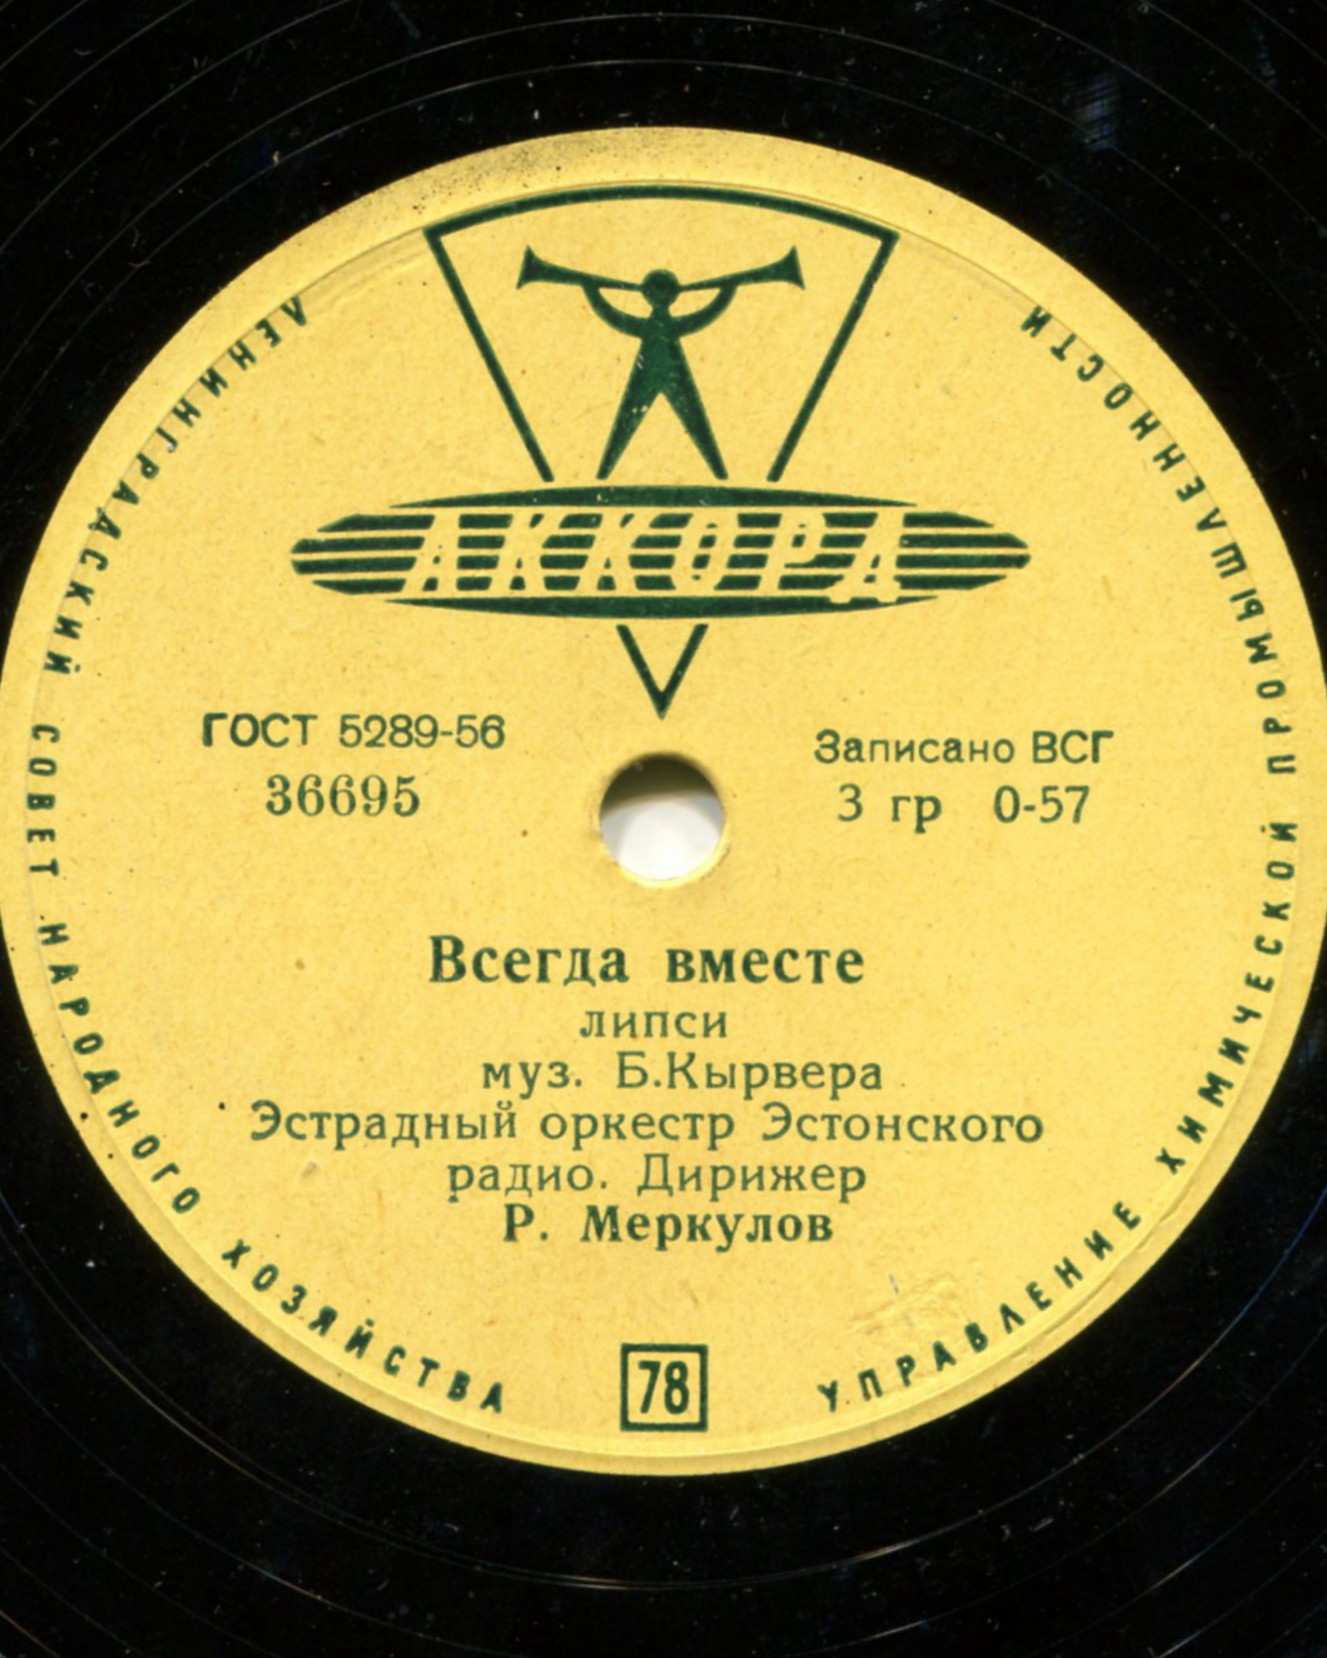 АККОРД
ГОСТ 5289-56
36695
Записано ВСГ
3 гр 0-57
Всегда вместе
липси
муз. Б.Кырвера
Эстрадный оркестр Эстонского
радио. Дирижер
Р. Меркулов
78
ЛЕНИНГРАДСКИЙ СОВЕТ НАРОДНОГО ХОЗЯЙСТВА
УПРАВЛЕНИЕ ХИМИЧЕСКОЙ ПРОМЫШЛЕННОСТИ